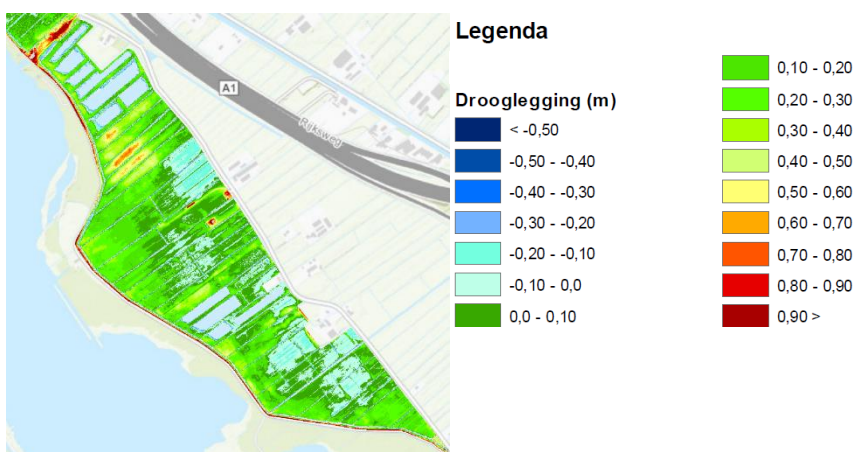 A1
Rijksweg
Legenda
Drooglegging (m)
< -0,50
-0,50 - -0,40
-0,40 - -0,30
-0,30 - -0,20
-0,20 - -0,10
-0,10 - 0,0
0,0 - 0,10
0,10 - 0,20
0,20 - 0,30
0,30 - 0,40
0,40 - 0,50
0,50 - 0,60
0,60 - 0,70
0,70 - 0,80
0,80 - 0,90
0,90 >